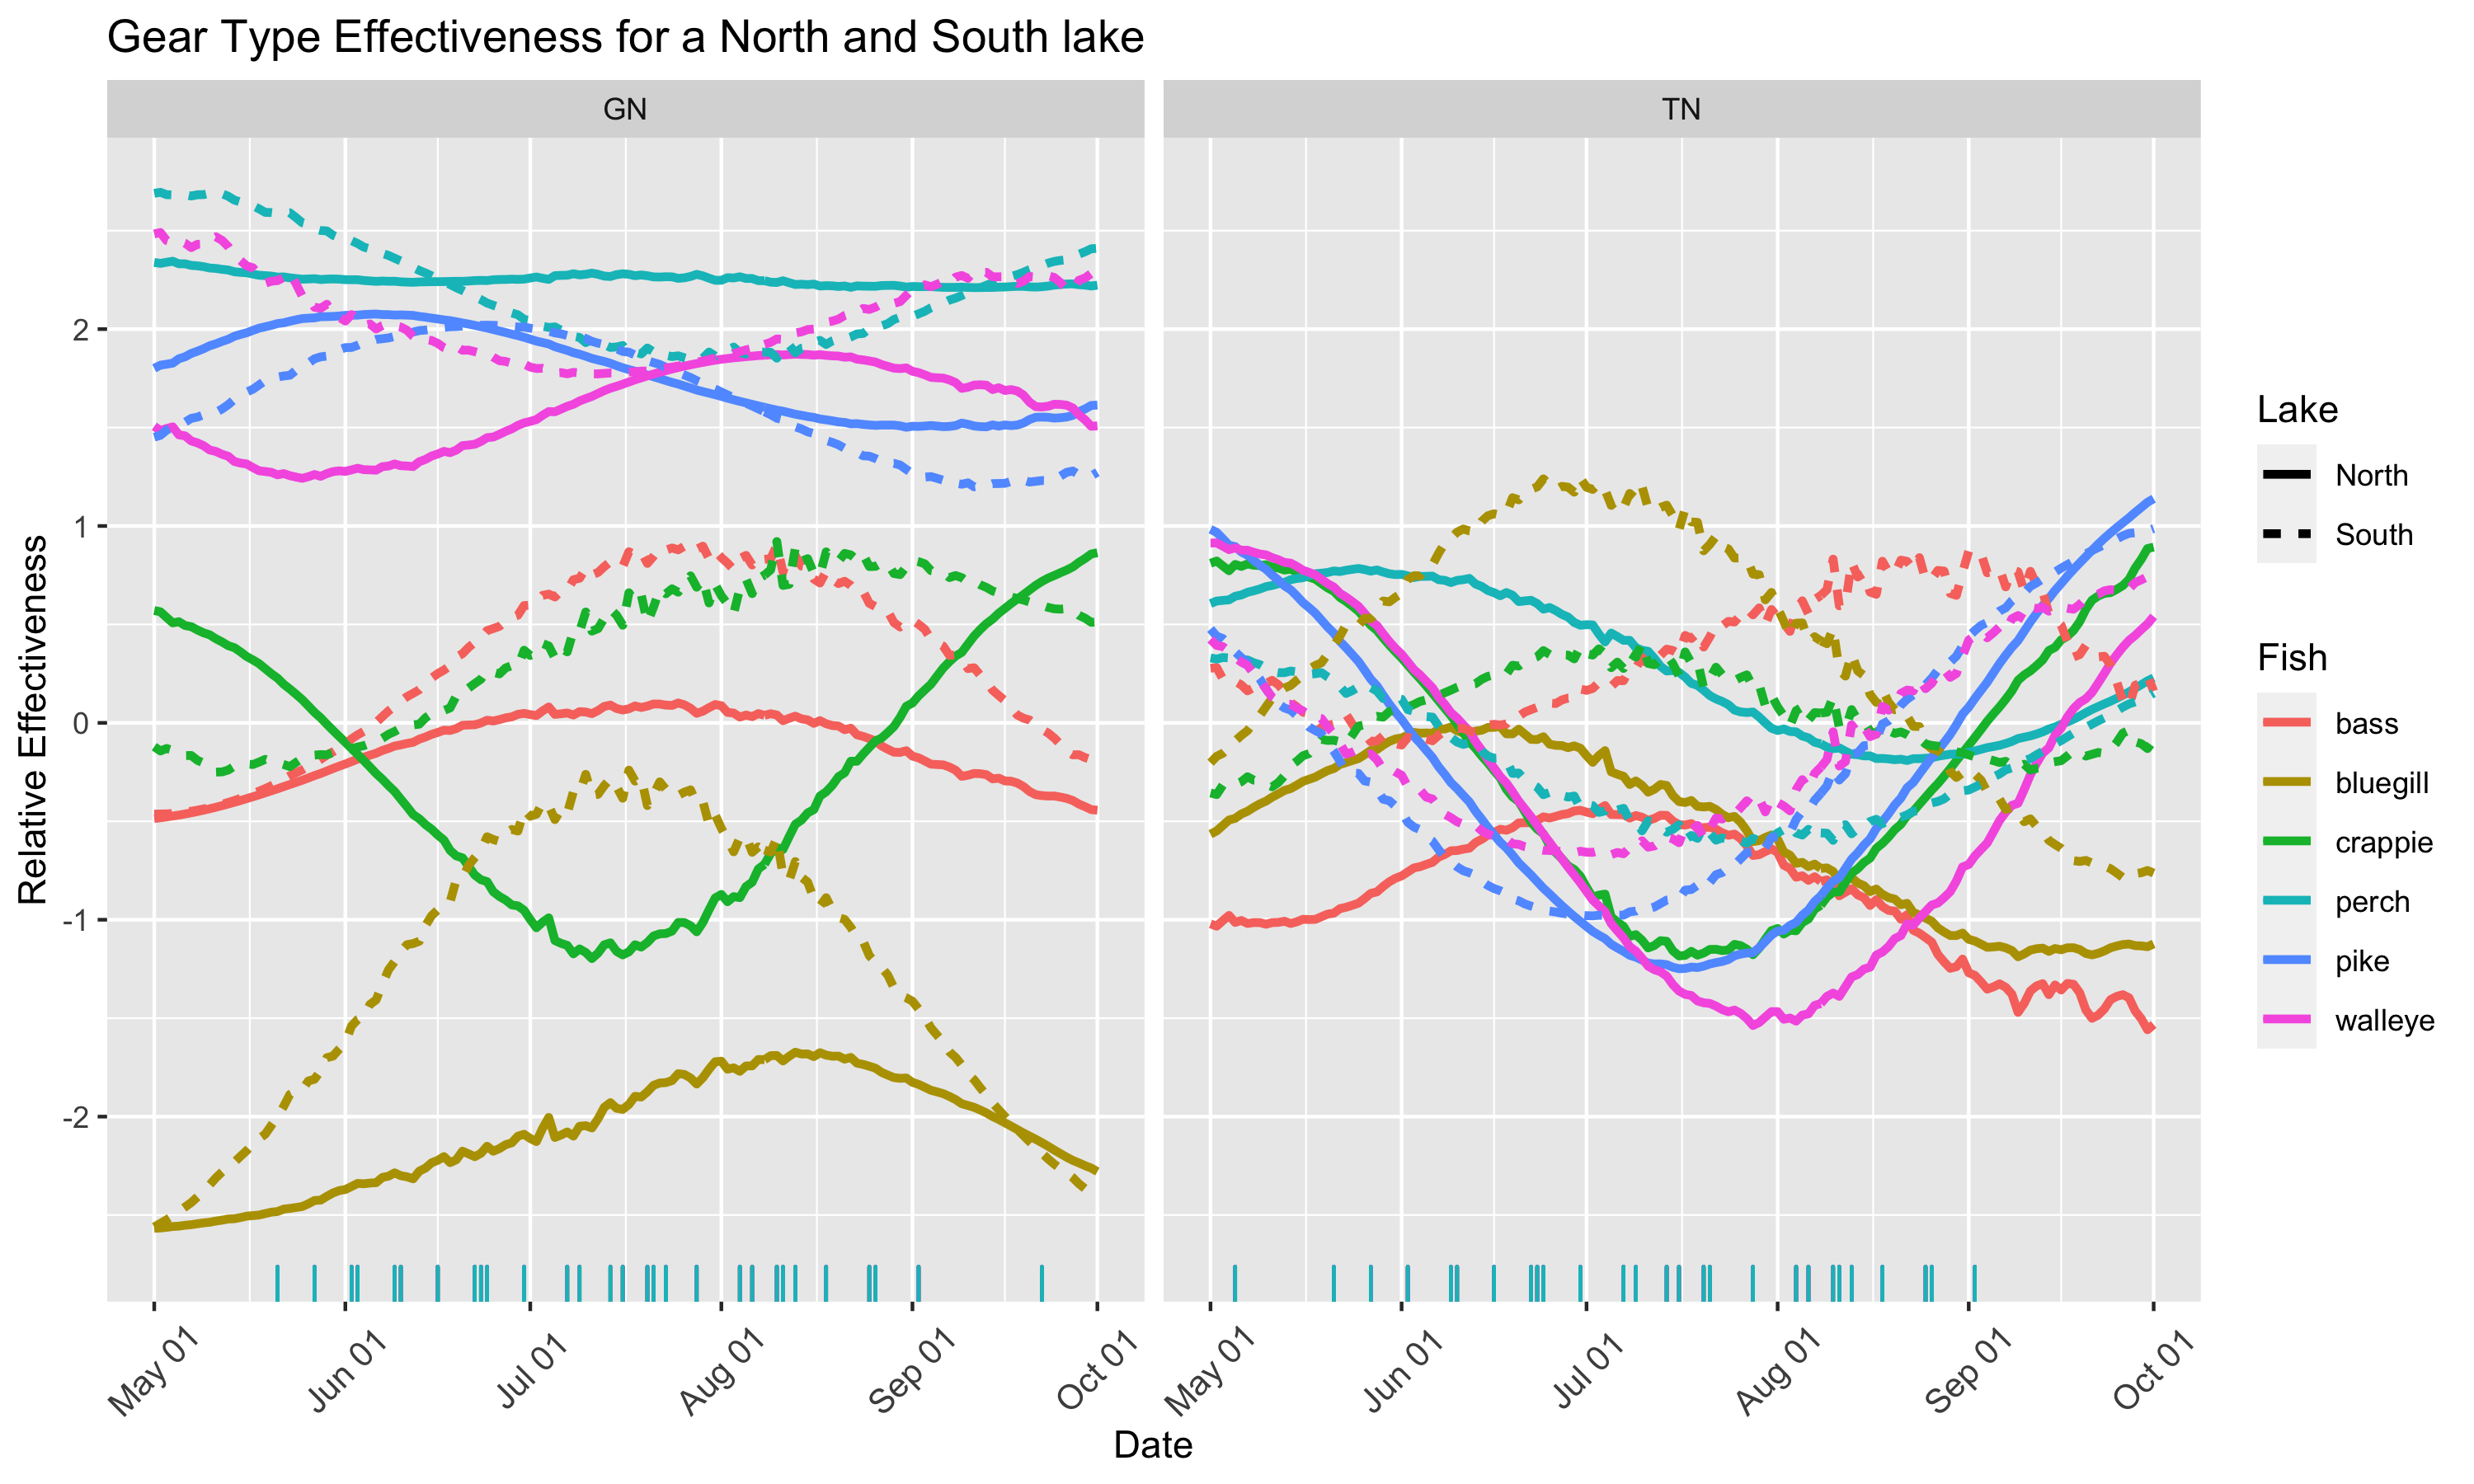 Gear Type Effectiveness for a North and South lake
GN
TN
Relative Effectiveness
2
1
0
-1
-2
May 01
Jun 01
Jul 01
Aug 01
Sep 01
Oct 01
May 01
Jun 01
Jul 01
Aug 01
Sep 01
Oct 01
Date
Lake
North
South
Fish
bass
bluegill
crappie
perch
pike
walleye